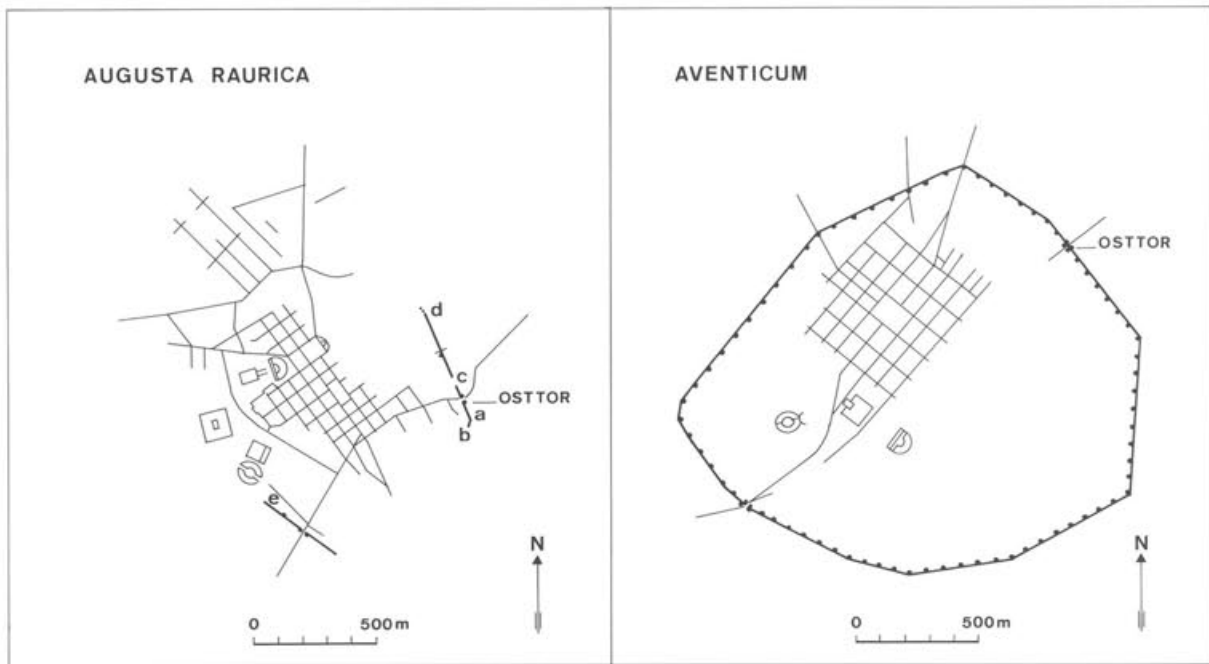 AUGUSTA RAURICA
d
c
OSTTOR
a
b
e
N
0 500m
AVENTICUM
OSTTOR
N
0 500m